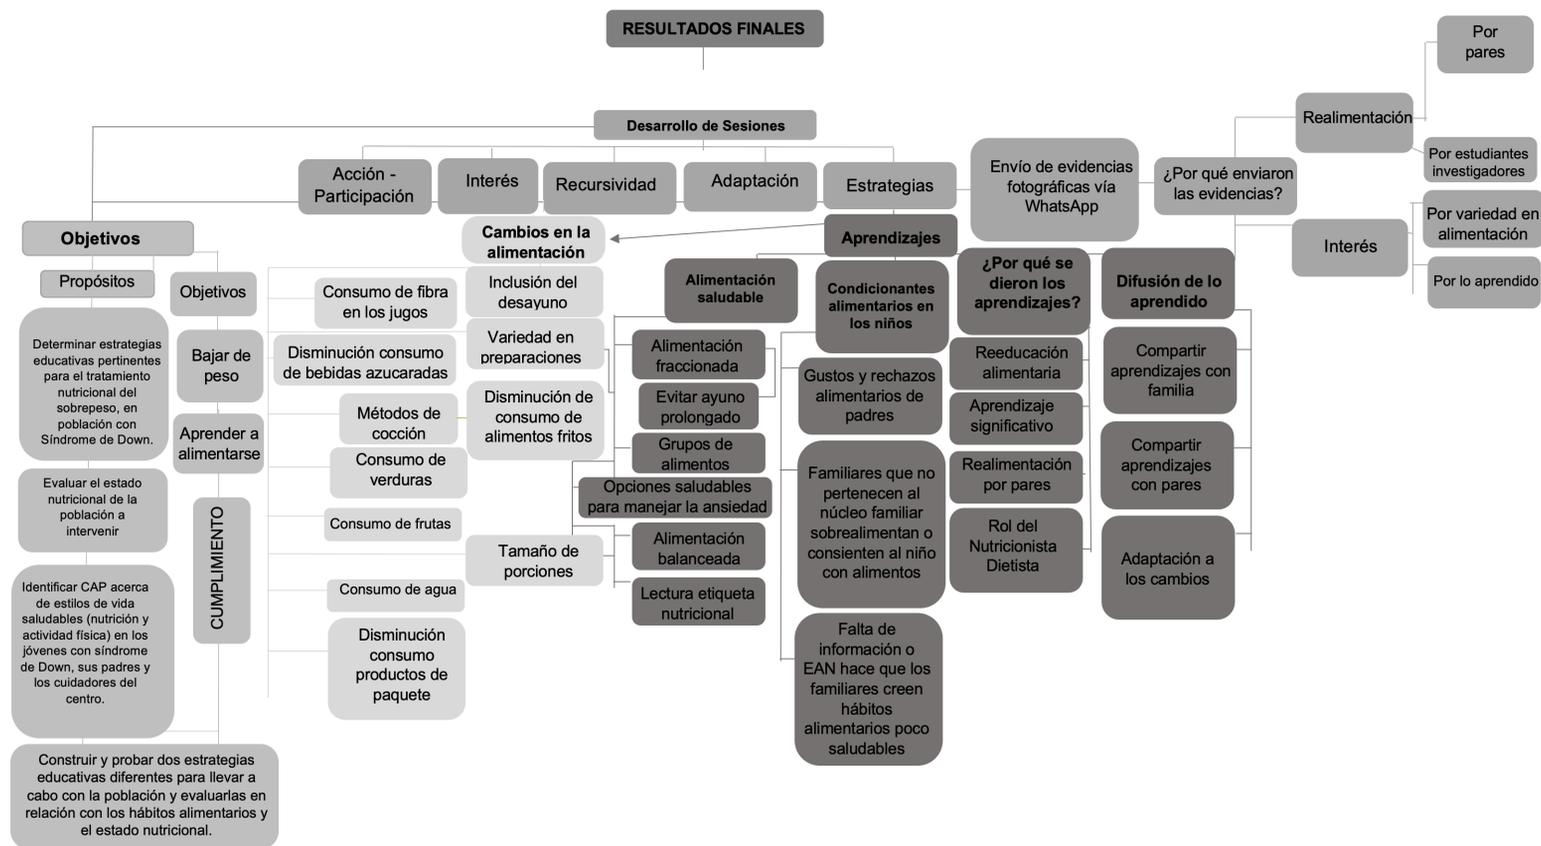 RESULTADOS FINALES
Desarrollo de Sesiones
Acción -
Participación
Interés
Recursividad
Adaptación
Estrategias
Envío de evidencias
fotográficas vía
WhatsApp
¿Por qué enviaron
las evidencias?
Realimentación
Por
pares
Por estudiantes
investigadores
Interés
Por variedad en
alimentación
Por lo aprendido
Objetivos
Propósitos
Determinar estrategias
educativas pertinentes
para el tratamiento
nutricional del
sobrepeso, en
población con
Síndrome de Down.
Evaluar el estado
nutricional de la
población a
intervenir
Identificar CAP acerca
de estilos de vida
saludables (nutrición y
actividad física) en los
jóvenes con síndrome
de Down, sus padres y
los cuidadores del
centro.
Construir y probar dos estrategias
educativas diferentes para llevar a
cabo con la población y evaluarlas en
relación con los hábitos alimentarios y
el estado nutricional.
Objetivos
Bajar de
peso
Aprender a
alimentarse
CUMPLIMIENTO
Cambios en la
alimentación
Consumo de fibra
en los jugos
Disminución consumo
de bebidas azucaradas
Métodos de
cocción
Consumo de
verduras
Consumo de frutas
Consumo de agua
Disminución
consumo
productos de
paquete
Inclusión del
desayuno
Variedad en
preparaciones
Disminución de
consumo de
alimentos fritos
Tamaño de
porciones
Aprendizajes
Alimentación
saludable
Alimentación
fraccionada
Evitar ayuno
prolongado
Grupos de
alimentos
Opciones saludables
para manejar la ansiedad
Alimentación
balanceada
Lectura etiqueta
nutricional
Condicionantes
alimentarios en
los niños
Gustos y rechazos
alimentarios de
padres
Familiares que no
pertenecen al
núcleo familiar
sobrealimentan o
consienten al niño
con alimentos
Falta de
información o
EAN hace que los
familiares creen
hábitos
alimentarios poco
saludables
¿Por qué se
dieron los
aprendizajes?
Reeducación
alimentaria
Aprendizaje
significativo
Realimentación
por pares
Rol del
Nutricionista
Dietista
Difusión de lo
aprendido
Compartir
aprendizajes con
familia
Compartir
aprendizajes
con pares
Adaptación a
los cambios